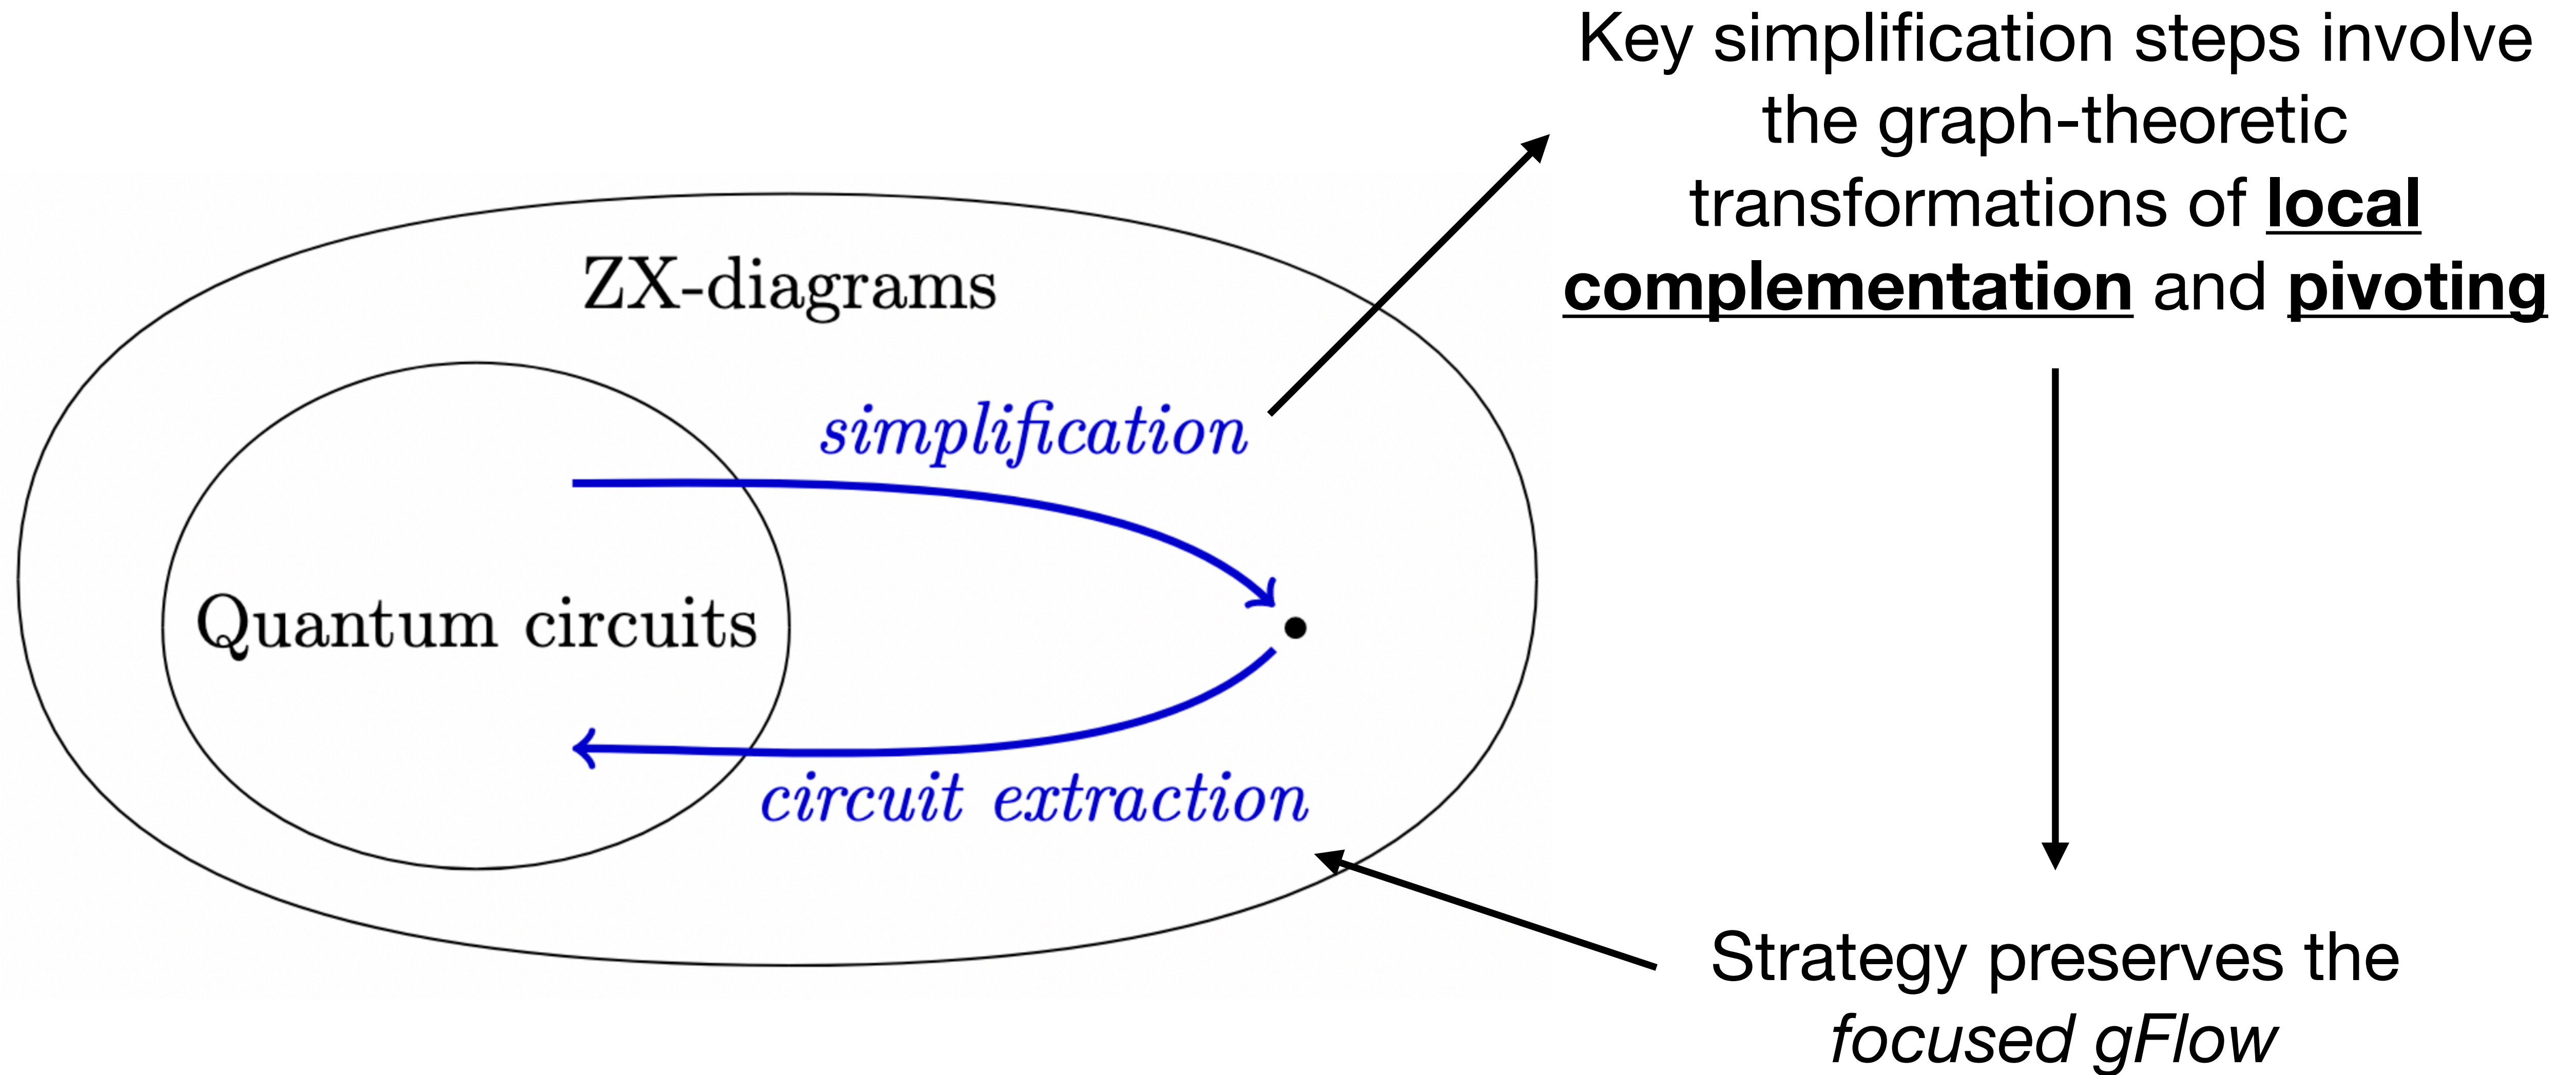 Key simplification steps involve
the graph-theoretic
transformations of local
complementation and pivoting
ZX-diagrams
simplification
Quantum circuits
circuit extraction
Strategy preserves the
focused gFlow